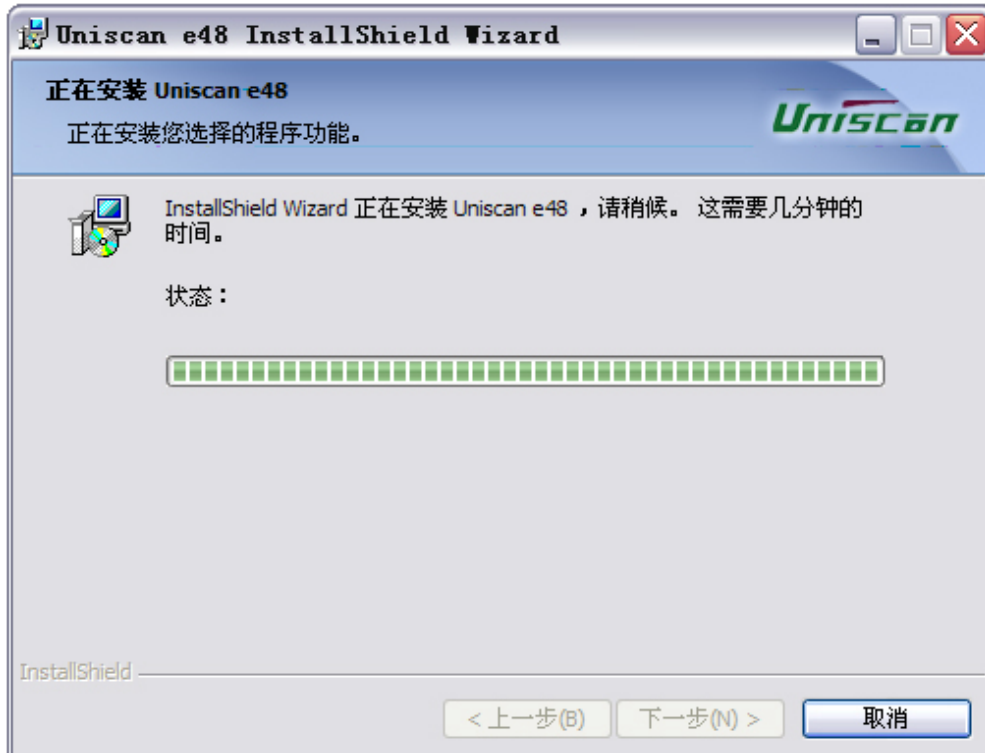 Uniscan e48 InstallShield Wizard
正在安装 Uniscan e48
正在安装您选择的程序功能。
Uniscan
InstallShield Wizard 正在安装 Uniscan e48 ，请稍候。 这需要几分钟的
时间。
状态：
InstallShield
< 上一步(B) 下一步(N) > 取消